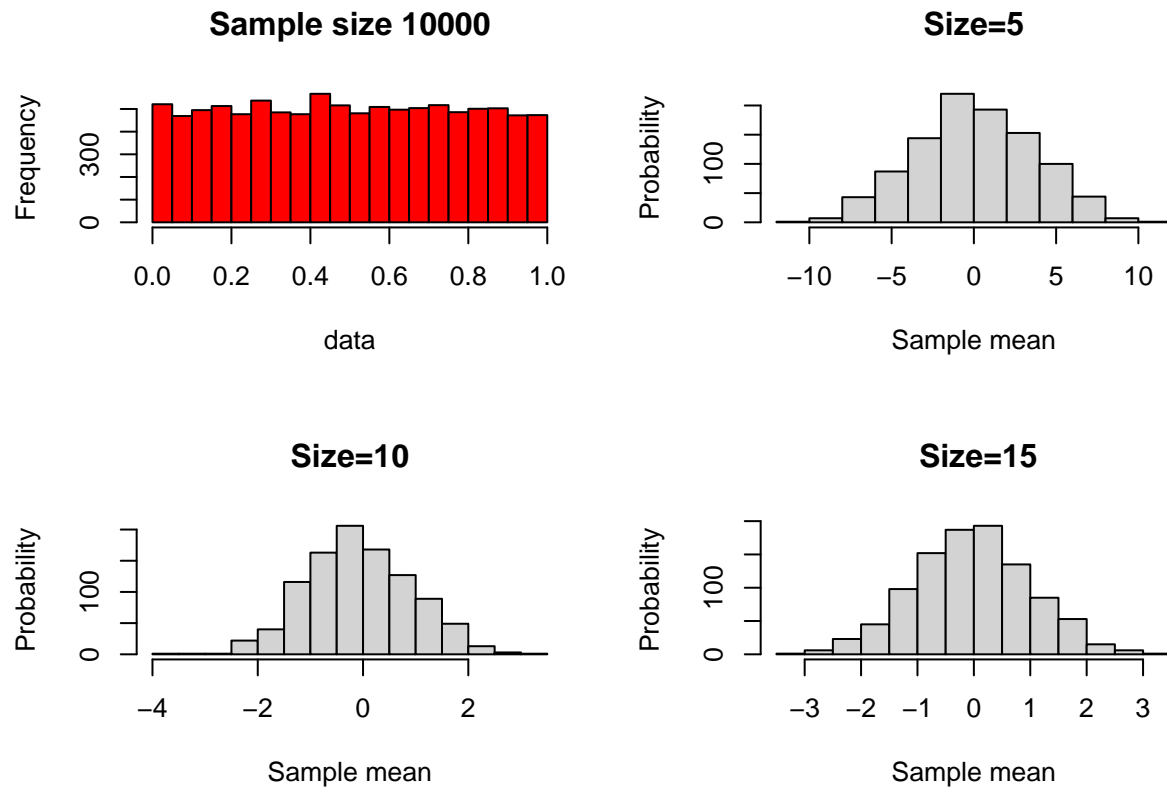 Sample size 10000
Frequency
300
0
0.0 0.2 0.4 0.6 0.8 1.0
data
Size=5
Probability
100
0
−10 −5 0 5 10
Sample mean
Size=10
Probability
100
0
−4 −2 0 2
Sample mean
Size=15
Probability
100
0
−3 −2 −1 0 1 2 3
Sample mean